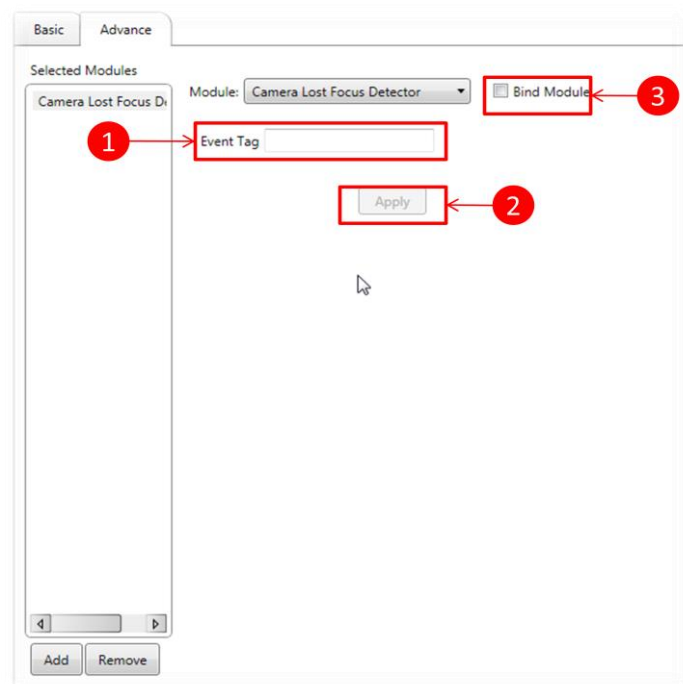 Basic Advance
Selected Modules
Camera Lost Focus De
Module: Camera Lost Focus Detector Bind Module
3
1
Event Tag
Apply
2
Add Remove